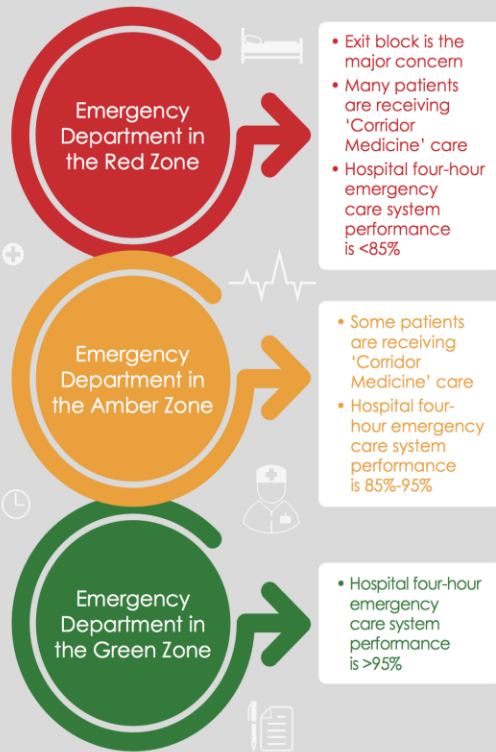 Emergency
Department in
the Red Zone
• Exit block is the
major concern
• Many patients
are receiving
‘Corridor
Medicine’ care
• Hospital four-hour
emergency
care system
performance
is <85%
Emergency
Department in
the Amber Zone
• Some patients
are receiving
‘Corridor
Medicine’ care
• Hospital four-
hour emergency
care system
performance
is 85%-95%
Emergency
Department in
the Green Zone
• Hospital four-hour
emergency
care system
performance
is >95%